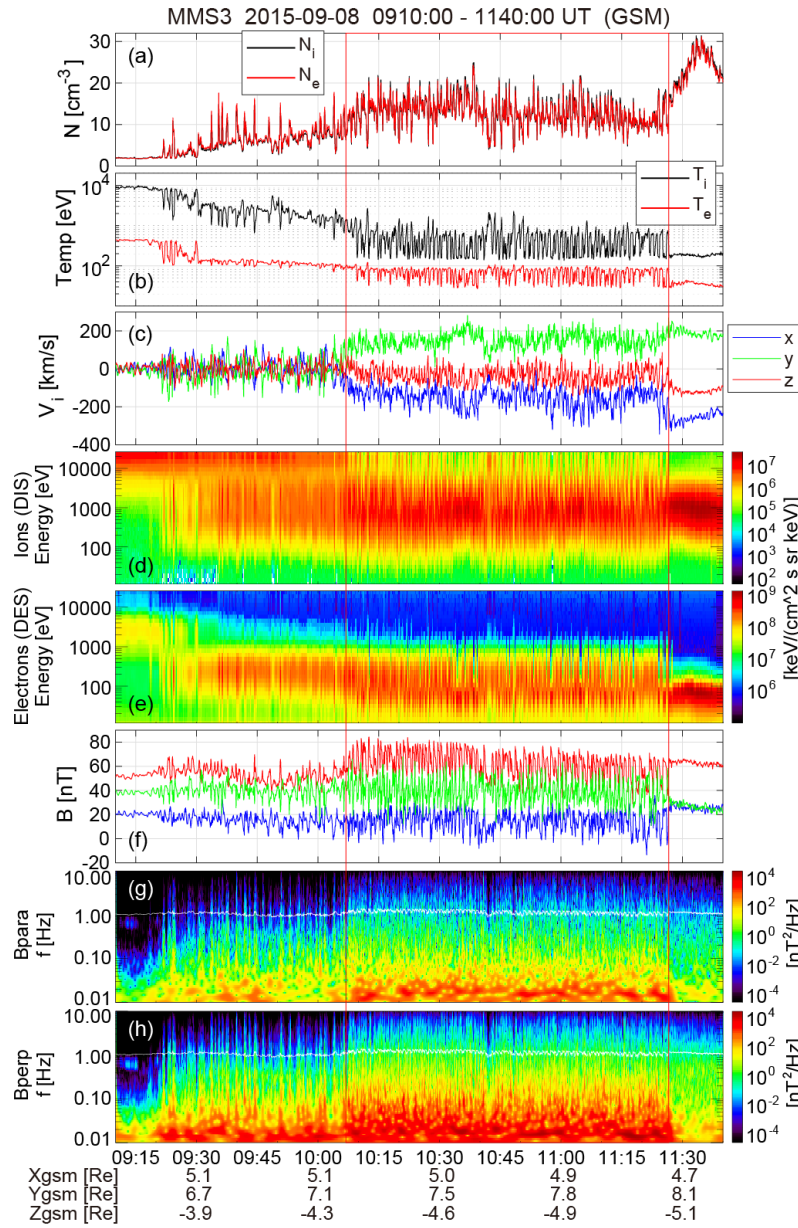 MMS3 2015-09-08 0910:00 - 1140:00 UT (GSM)
(a)
N_i
N_e
N [cm^-3]
30
20
10
0
T_i
T_e
Temp [eV]
10^4
10^2
(b)
(c)
V_i [km/s]
200
0
-200
-400
x
y
z
Ions (DIS)
Energy [eV]
10000
1000
100
(d)
10^7
10^6
10^5
10^4
10^3
10^2
Electrons (DES)
Energy [eV]
10000
1000
100
(e)
10^9
10^8
10^7
10^6
[keV/(cm^2 s sr keV)]
B [nT]
80
60
40
20
0
-20
(f)
(g)
Bpara
f [Hz]
10.00
1.00
0.10
0.01
10^4
10^2
10^0
10^-2
10^-4
[nT^2/Hz]
(h)
Bperp
f [Hz]
1.00
0.10
0.01
10^4
10^2
10^0
10^-2
10^-4
[nT^2/Hz]
09:15 09:30 09:45 10:00 10:15 10:30 10:45 11:00 11:15 11:30
Xgsm [Re] 5.1 5.1 5.0 4.9 4.7
Ygsm [Re] 6.7 7.1 7.5 7.8 8.1
Zgsm [Re] -3.9 -4.3 -4.6 -4.9 -5.1